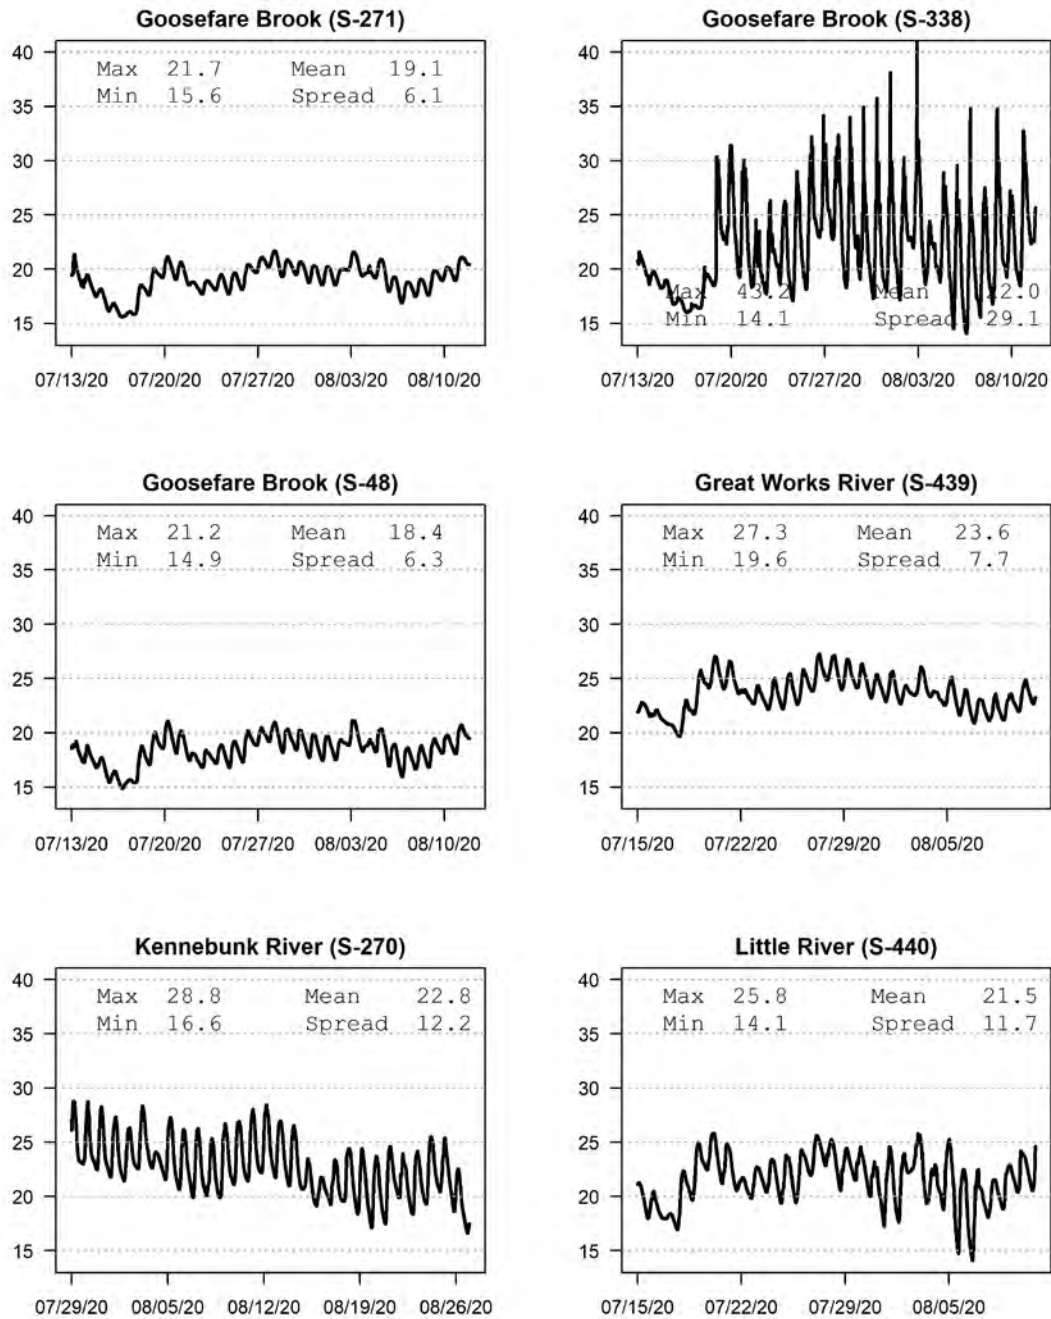 Goosefare Brook (S-271)
Max 21.7 Mean 19.1
Min 15.6 Spread 6.1
40
35
30
25
20
15
07/13/20 07/20/20 07/27/20 08/03/20 08/10/20
Goosefare Brook (S-338)
40
35
30
25
20
15
Max 43.2 Mean 22.0
Min 14.1 Spread 29.1
07/13/20 07/20/20 07/27/20 08/03/20 08/10/20
Goosefare Brook (S-48)
Max 21.2 Mean 18.4
Min 14.9 Spread 6.3
40
35
30
25
20
15
07/13/20 07/20/20 07/27/20 08/03/20 08/10/20
Great Works River (S-439)
Max 27.3 Mean 23.6
Min 19.6 Spread 7.7
40
35
30
25
20
15
07/15/20 07/22/20 07/29/20 08/05/20
Kennebunk River (S-270)
Max 28.8 Mean 22.8
Min 16.6 Spread 12.2
40
35
30
25
20
15
07/29/20 08/05/20 08/12/20 08/19/20 08/26/20
Little River (S-440)
Max 25.8 Mean 21.5
Min 14.1 Spread 11.7
40
35
30
25
20
15
07/15/20 07/22/20 07/29/20 08/05/20